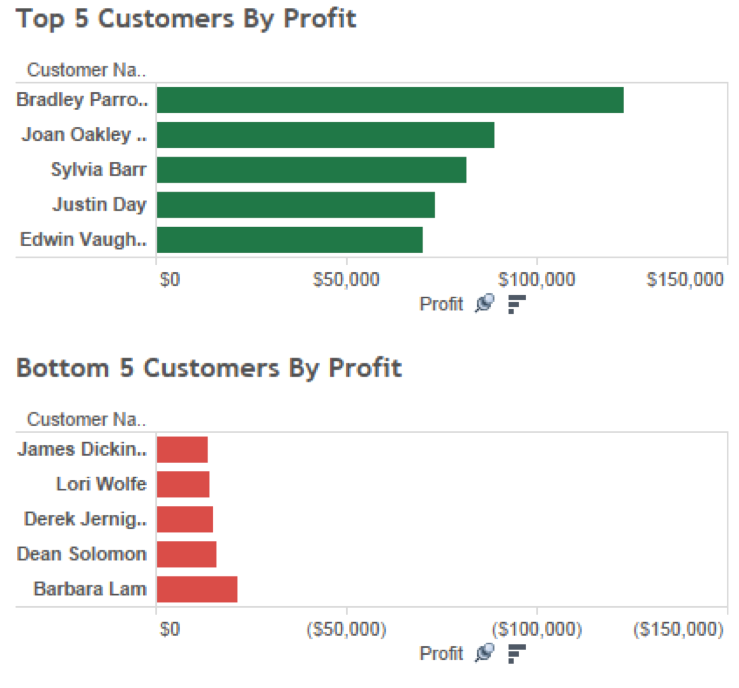 Top 5 Customers By Profit
Customer Na..
Bradley Parro..
Joan Oakley ..
Sylvia Barr
Justin Day
Edwin Vaugh..
$0 $50,000 $100,000 $150,000
Profit
Bottom 5 Customers By Profit
Customer Na..
James Dickin..
Lori Wolfe
Derek Jernig..
Dean Solomon
Barbara Lam
$0 ($50,000) ($100,000) ($150,000)
Profit